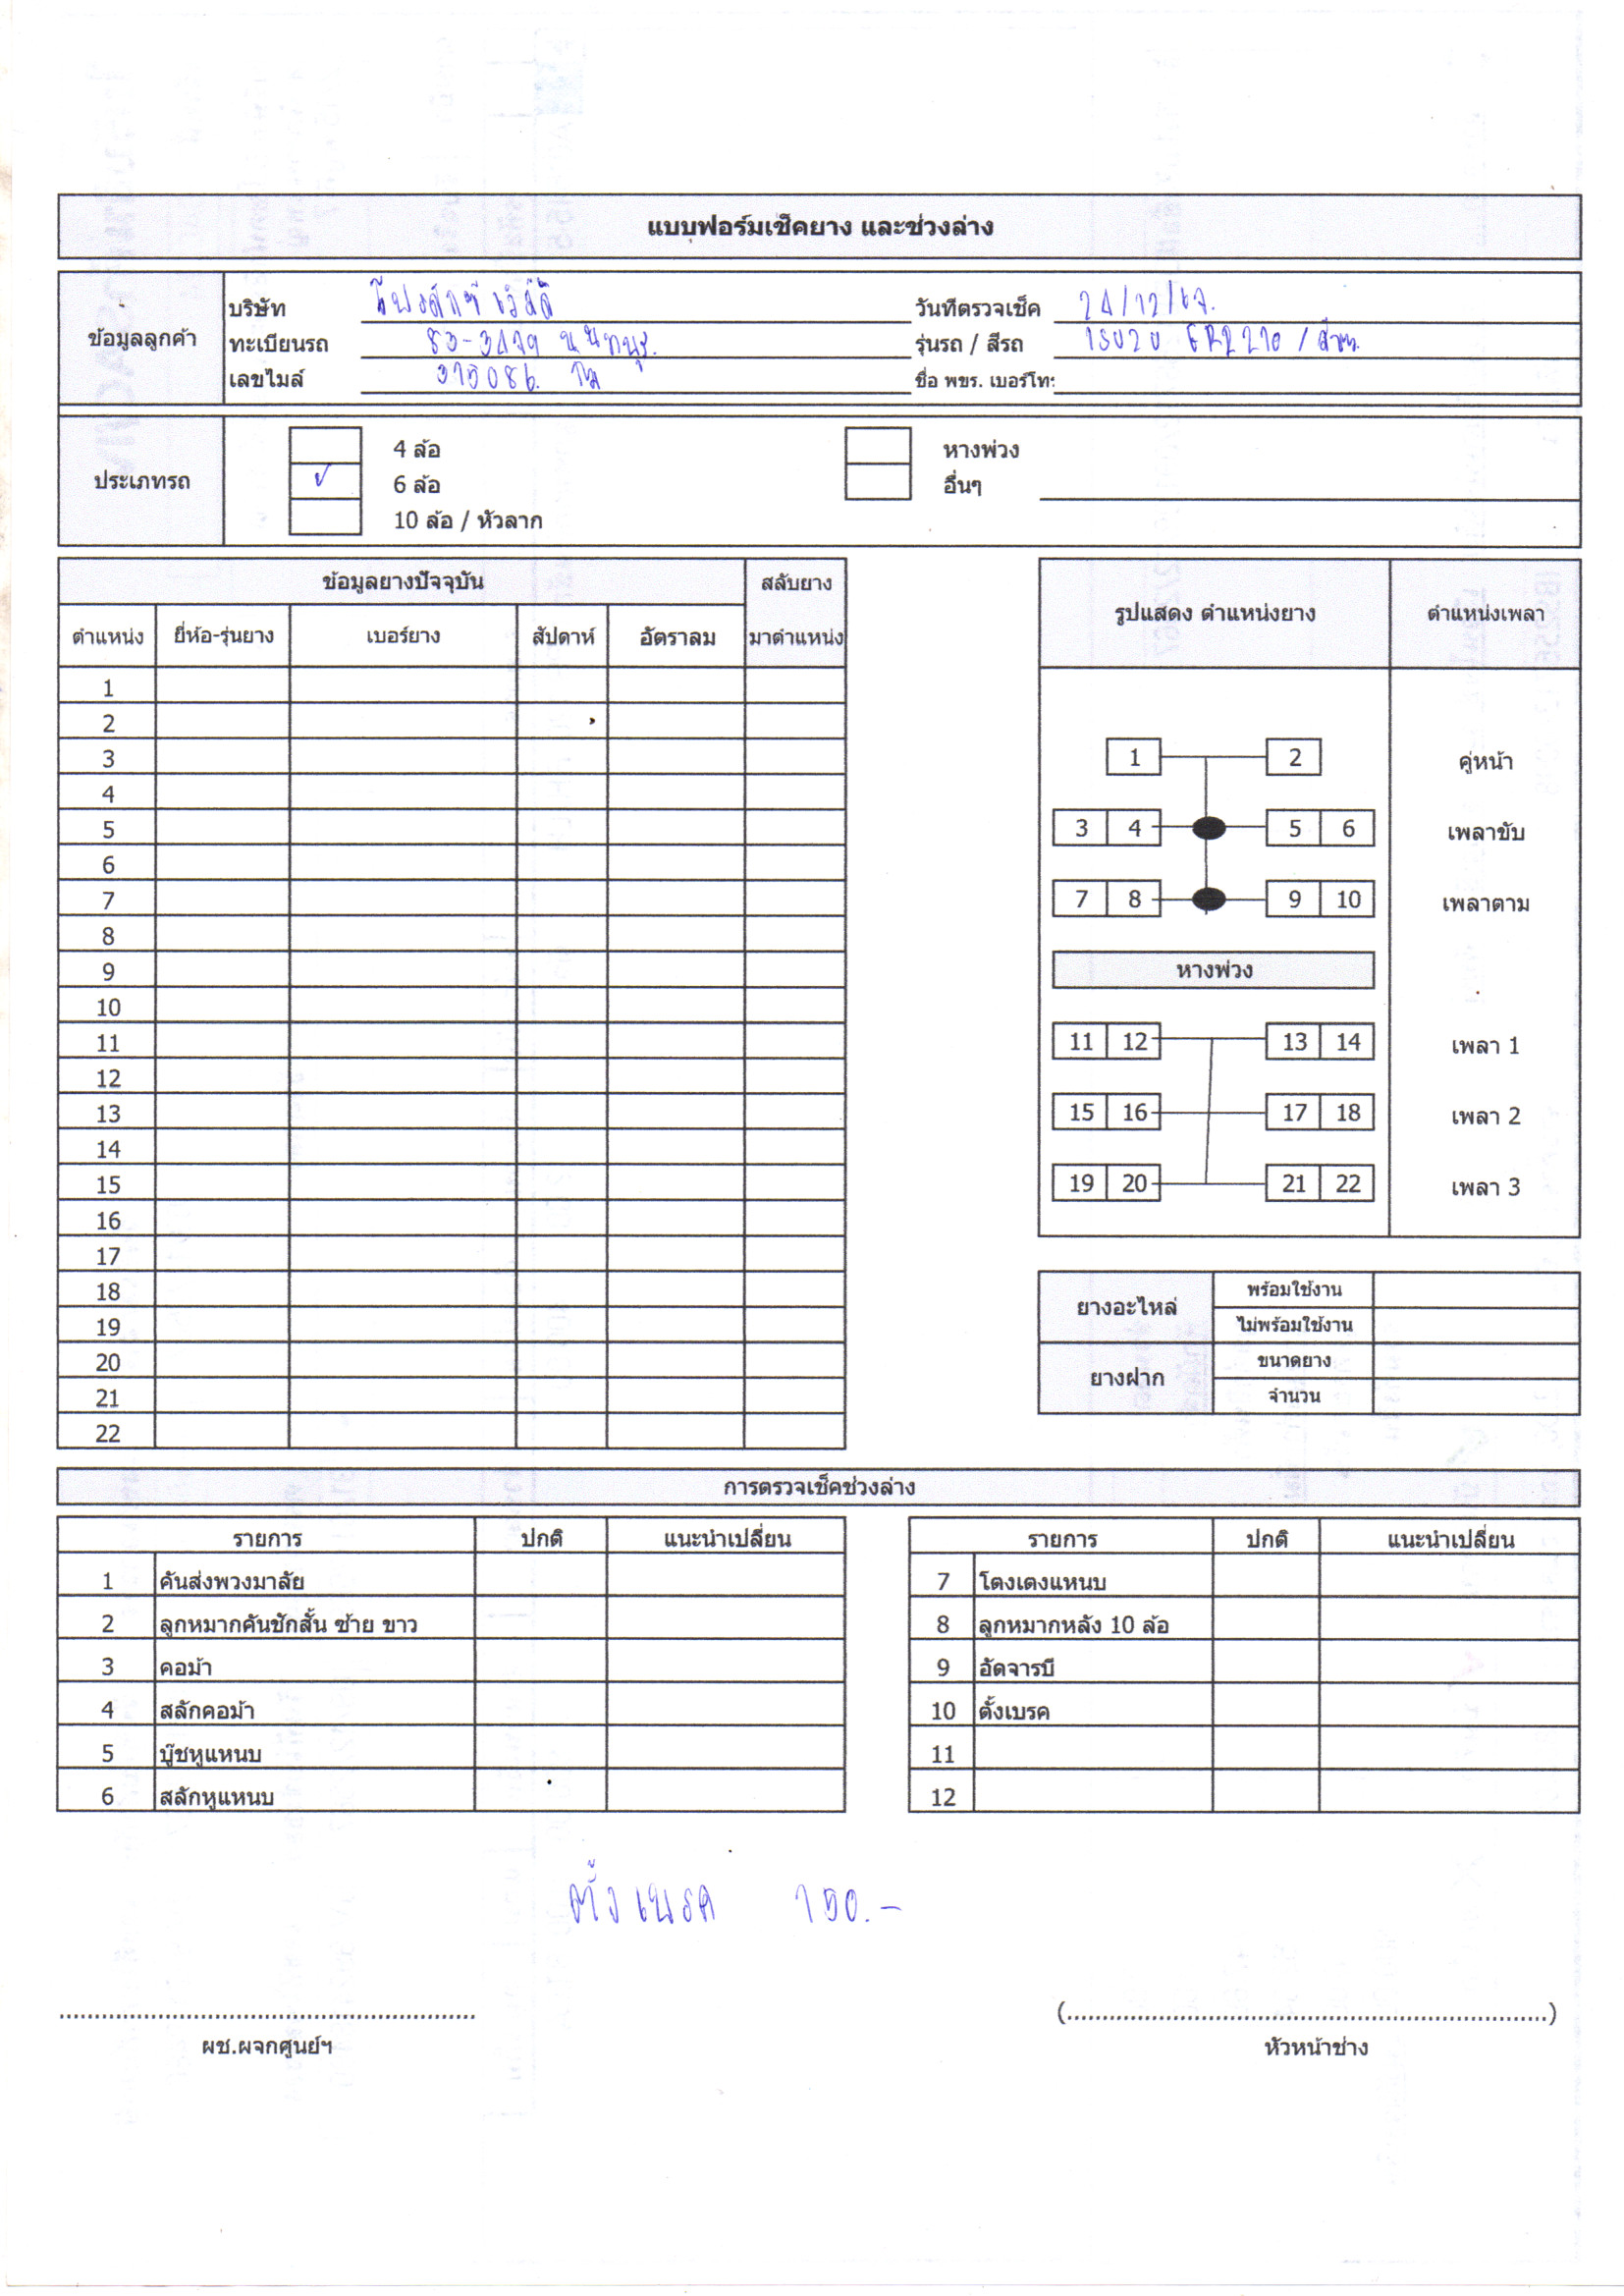 แบบฟอร์มเช็คยาง และช่วงล่าง
ข้อมูลลูกค้า
บริษัท
วันที่ตรวจเช็ค 24/12/67.
ทะเบียนรถ นนทบุรี.
รุ่นรถ / สีรถ ISUZU
เลขไมล์ 375086. กม
ชื่อ พขร. เบอร์โทร
ประเภทรถ
4 ล้อ
หางพ่วง
✓ 6 ล้อ
อื่นๆ
10 ล้อ / หัวลาก
ข้อมูลยางปัจจุบัน สลับยาง
ตำแหน่ง ยี่ห้อ-รุ่นยาง เบอร์ยาง สัปดาห์ อัตราลม มาตำแหน่ง
1
2
3
4
5
6
7
8
9
10
11
12
13
14
15
16
17
18
19
20
21
22
รูปแสดง ตำแหน่งยาง ตำแหน่งเพลา
1 2 คู่หน้า
3 4 5 6 เพลาขับ
7 8 9 10 เพลาตาม
หางพ่วง
11 12 13 14 เพลา 1
15 16 17 18 เพลา 2
19 20 21 22 เพลา 3
ยางอะไหล่ พร้อมใช้งาน
ไม่พร้อมใช้งาน
ยางฝาก ขนาดยาง
จำนวน
การตรวจเช็คช่วงล่าง
รายการ ปกติ แนะนำเปลี่ยน
1 คันส่งพวงมาลัย
2 ลูกหมากคันชักสั้น ซ้าย ขาว
3 คอม้า
4 สลักคอม้า
5 บู๊ชหูแหนบ
6 สลักหูแหนบ
รายการ ปกติ แนะนำเปลี่ยน
7 โตงเตงแหนบ
8 ลูกหมากหลัง 10 ล้อ
9 อัดจารบี
10 ตั้งเบรค
11
12
ตั้งเบรค 150.-
(..........)
ผช.ผจกศูนย์ฯ
หัวหน้าช่าง